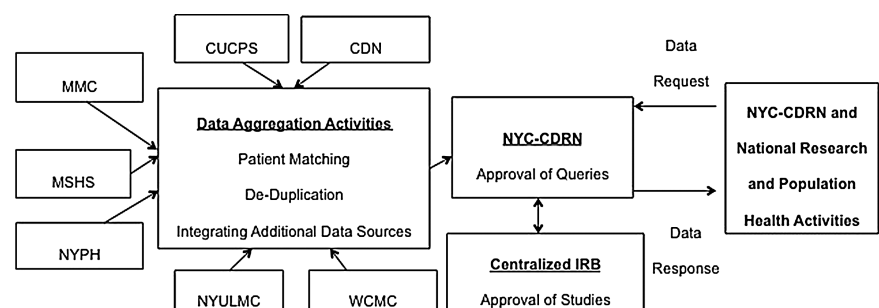 CUCPS
CDN
MMC
MSHS
NYPH
Data Aggregation Activities
Patient Matching
De-Duplication
Integrating Additional Data Sources
NYULMC
WCMC
NYC-CDRN
Approval of Queries
Centralized IRB
Approval of Studies
Data
Request
Data
Response
NYC-CDRN and
National Research
and Population
Health Activities